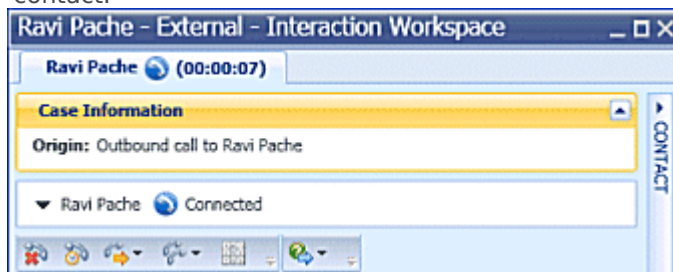 contact.
Ravi Pache - External - Interaction Workspace
Ravi Pache (00:00:07)
Case Information
Origin: Outbound call to Ravi Pache
CONTACT
Ravi Pache Connected